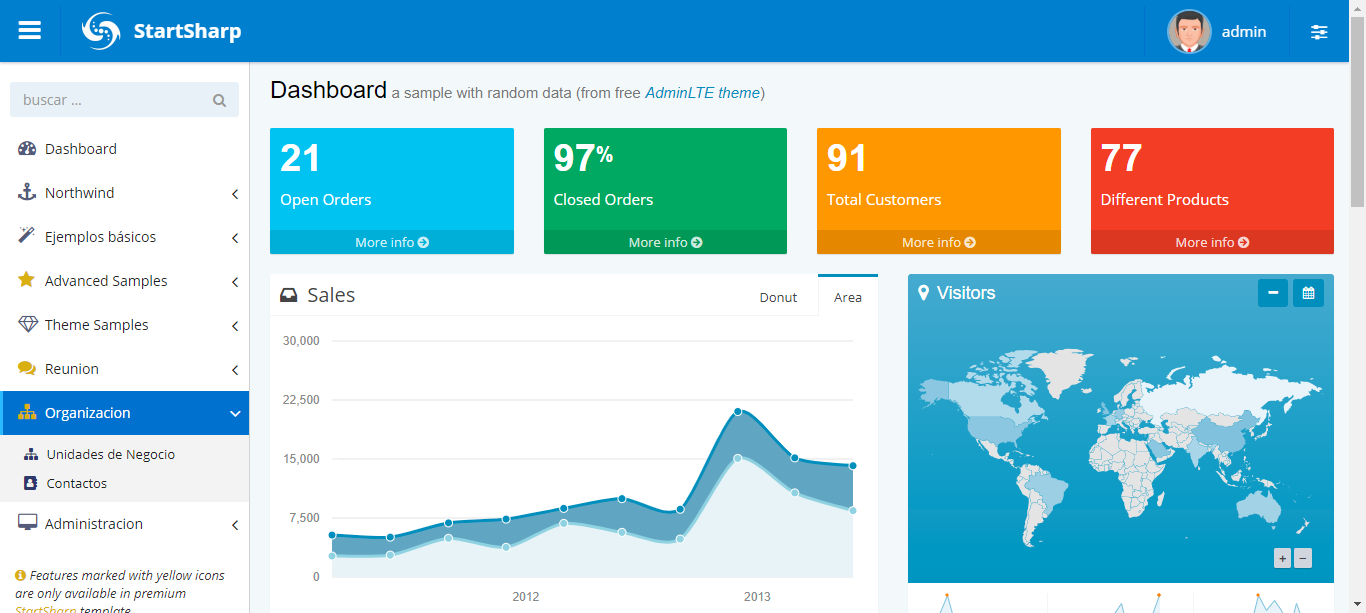 StartSharp
admin
buscar ...
Dashboard
Northwind
Ejemplos básicos
Advanced Samples
Theme Samples
Reunion
Organizacion
Unidades de Negocio
Contactos
Administracion
Features marked with yellow icons
are only available in premium
StartSharp template
Dashboard a sample with random data (from free AdminLTE theme)
21
Open Orders
More info
97%
Closed Orders
More info
91
Total Customers
More info
77
Different Products
More info
Sales
Donut
Area
30,000
22,500
15,000
7,500
0
2012
2013
Visitors
+
−